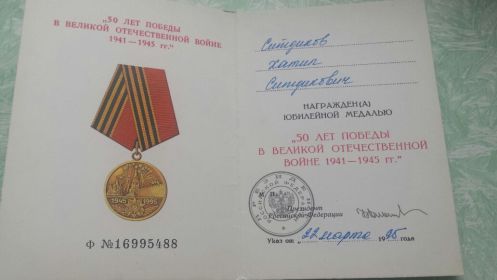 „50 ЛЕТ ПОБЕДЫ
В ВЕЛИКОЙ ОТЕЧЕСТВЕННОЙ ВОЙНЕ
1941—1945 гг."
1945 1995
Ф №16995488
Ситдиков
Хатип
Ситдикович
НАГРАЖДЕН(А)
ЮБИЛЕЙНОЙ МЕДАЛЬЮ
„50 ЛЕТ ПОБЕДЫ
В ВЕЛИКОЙ ОТЕЧЕСТВЕННОЙ
ВОЙНЕ 1941—1945 гг."
Президент
Российской Федерации
Указ от „22 марта 1995 года